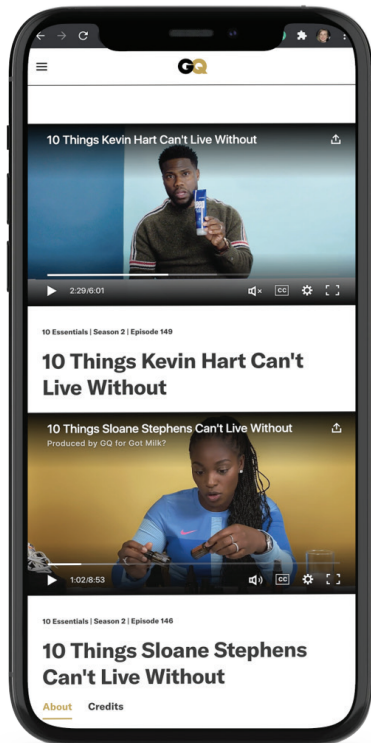 GQ
10 Things Kevin Hart Can't Live Without
2:29/6:01
CC
10 Essentials | Season 2 | Episode 149
10 Things Kevin Hart Can't
Live Without
10 Things Sloane Stephens Can't Live Without
Produced by GQ for Got Milk?
1:02/8:53
CC
10 Essentials | Season 2 | Episode 146
10 Things Sloane Stephens
Can't Live Without
About Credits